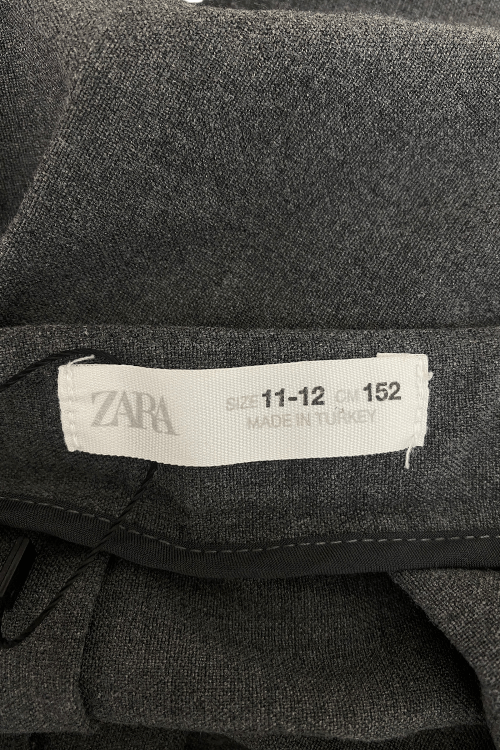 ZARA
SIZE 11-12 CM 152
MADE IN TURKEY